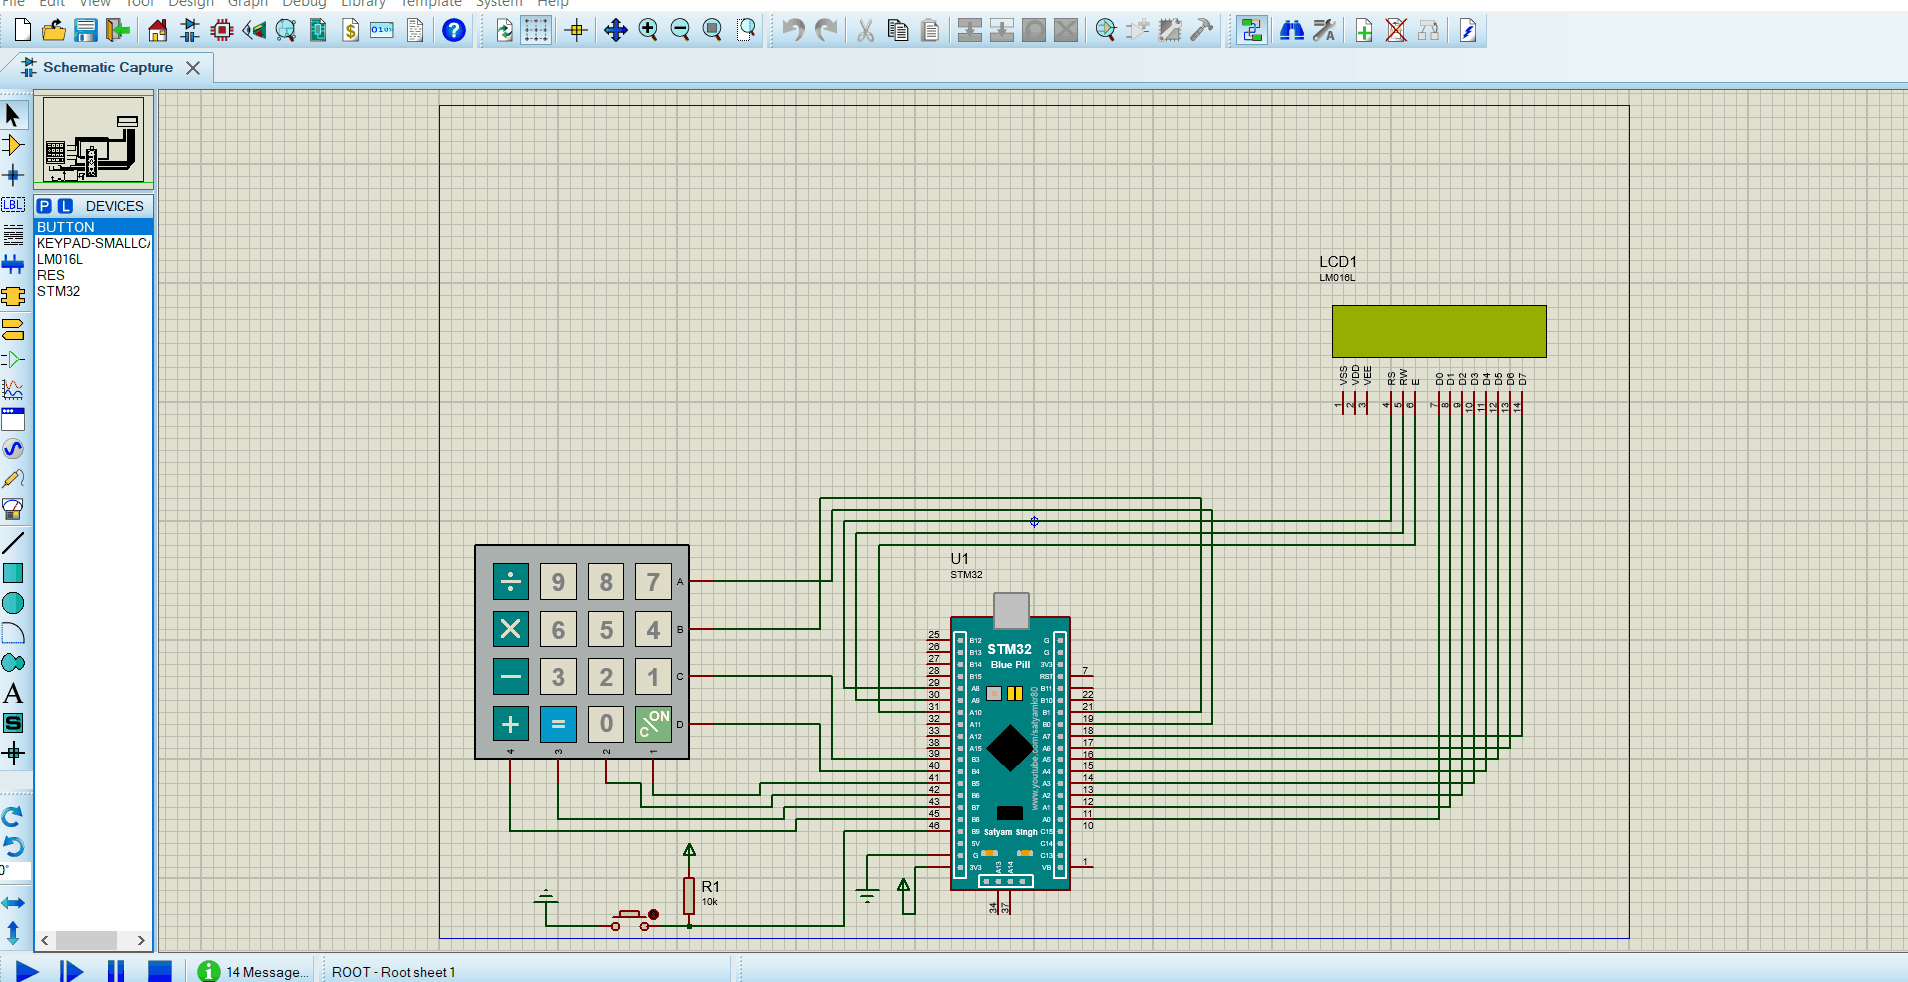 File Edit View Tool Design Graph Debug Library Template System Help
$
0101
?
Schematic Capture
LBL
P L DEVICES
BUTTON
KEYPAD-SMALLCA
LM016L
RES
STM32
A
S
LCD1
LM016L
VSS VDD VEE RS RW E D0 D1 D2 D3 D4 D5 D6 D7
1 2 3 4 5 6 7 8 9 10 11 12 13 14
÷ 9 8 7 A
× 6 5 4 B
− 3 2 1 C
+ = 0 ON/C D
4 3 2 1
U1
STM32
STM32
Blue Pill
www.youtube.com/satyamkr80
Satyam Singh
25 B12 G
26 B13 G
27 B14 3V3
28 B15 RST 7
29 A8 B11
30 A9 B10 22
31 A10 B1 21
32 A11 B0 19
33 A12 A7 18
38 A15 A6 17
39 B3 A5 16
40 B4 A4 15
41 B5 A3 14
42 B6 A2 13
43 B7 A1 12
45 B8 A0 11
46 B9 C15 10
5V C14
G C13
3V3 VB 1
A13 A14
34 37
R1
10k
0°
14 Message...
ROOT - Root sheet 1